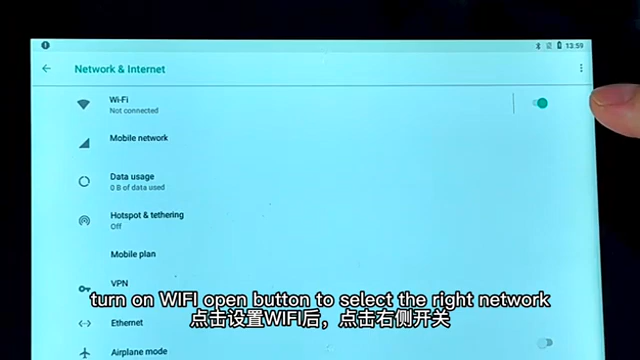 13:59
Network & Internet
Wi-Fi
Not connected
Mobile network
Data usage
0 B of data used
Hotspot & tethering
Off
Mobile plan
VPN
turn on WIFI open button to select the right network
点击设置WIFI后，点击右侧开关
Ethernet
Airplane mode